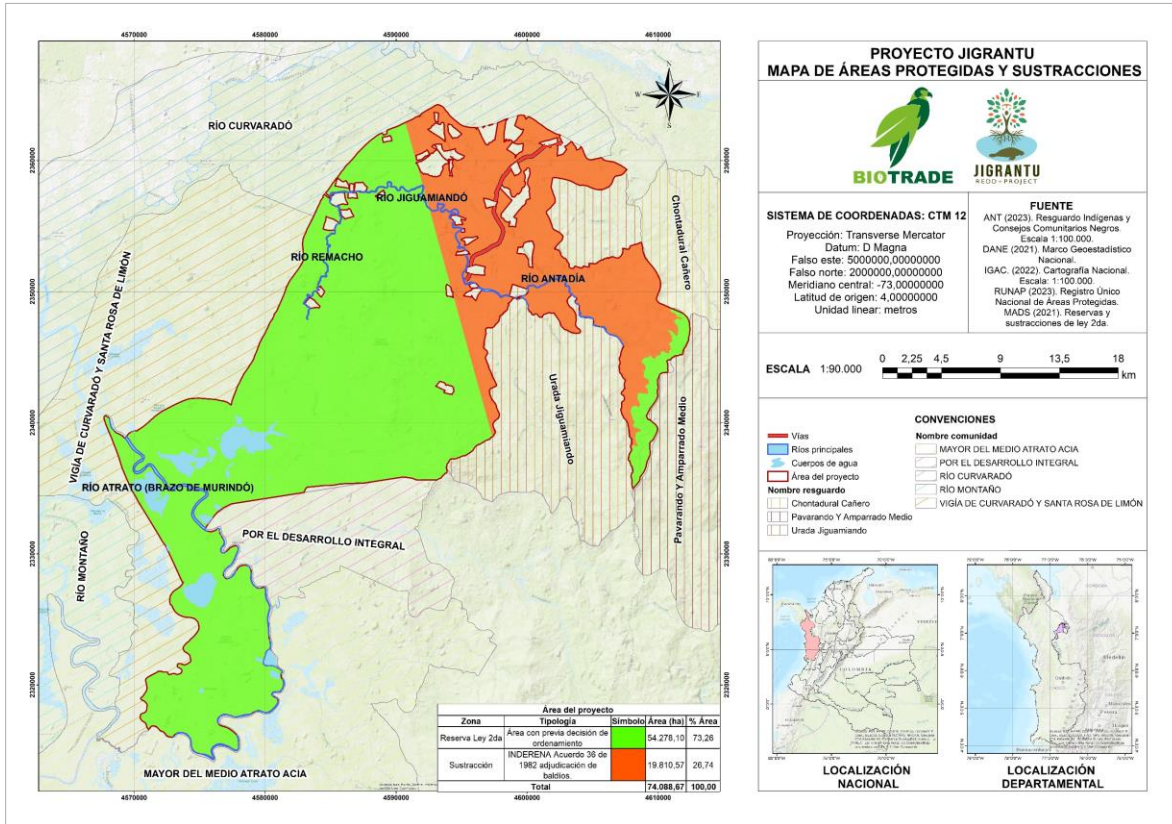 4570000
4580000
4590000
4600000
4610000
2360000
2350000
2340000
2330000
2320000
2360000
2350000
2340000
2330000
2320000
4570000
4580000
4590000
4600000
4610000
N
W
E
S
RÍO CURVARADÓ
RÍO JIGUAMIANDÓ
RÍO REMACHO
RÍO ANTADÍA
Chontadural Cañero
VIGÍA DE CURVARADÓ Y SANTA ROSA DE LIMÓN
Urada Jiguamiando
Pavarando Y Amparrado Medio
RÍO ATRATO (BRAZO DE MURINDÓ)
POR EL DESARROLLO INTEGRAL
RÍO MONTAÑO
MAYOR DEL MEDIO ATRATO ACIA
Área del proyecto
Zona Tipología Símbolo Área (ha) % Área
Reserva Ley 2da Área con previa decisión de ordenamiento 54.278,10 73,26
Sustracción INDERENA Acuerdo 36 de 1982 adjudicación de baldíos. 19.810,57 26,74
Total 74.088,67 100,00
PROYECTO JIGRANTU
MAPA DE ÁREAS PROTEGIDAS Y SUSTRACCIONES
BIOTRADE
JIGRANTU
REDD+PROJECT
SISTEMA DE COORDENADAS: CTM 12
Proyección: Transverse Mercator
Datum: D Magna
Falso este: 5000000,00000000
Falso norte: 2000000,00000000
Meridiano central: -73,00000000
Latitud de origen: 4,00000000
Unidad linear: metros
FUENTE
ANT (2023). Resguardo Indígenas y
Consejos Comunitarios Negros.
Escala 1:100.000.
DANE (2021). Marco Geoestadístico
Nacional.
IGAC. (2022). Cartografía Nacional.
Escala: 1:100.000.
RUNAP (2023). Registro Único
Nacional de Áreas Protegidas.
MADS (2021). Reservas y
sustracciones de ley 2da.
ESCALA 1:90.000
0 2,25 4,5 9 13,5 18
km
CONVENCIONES
Vías
Ríos principales
Cuerpos de agua
Área del proyecto
Nombre resguardo
Chontadural Cañero
Pavarando Y Amparrado Medio
Urada Jiguamiando
Nombre comunidad
MAYOR DEL MEDIO ATRATO ACIA
POR EL DESARROLLO INTEGRAL
RÍO CURVARADÓ
RÍO MONTAÑO
VIGÍA DE CURVARADÓ Y SANTA ROSA DE LIMÓN
COLOMBIA
LOCALIZACIÓN
NACIONAL
LOCALIZACIÓN
DEPARTAMENTAL